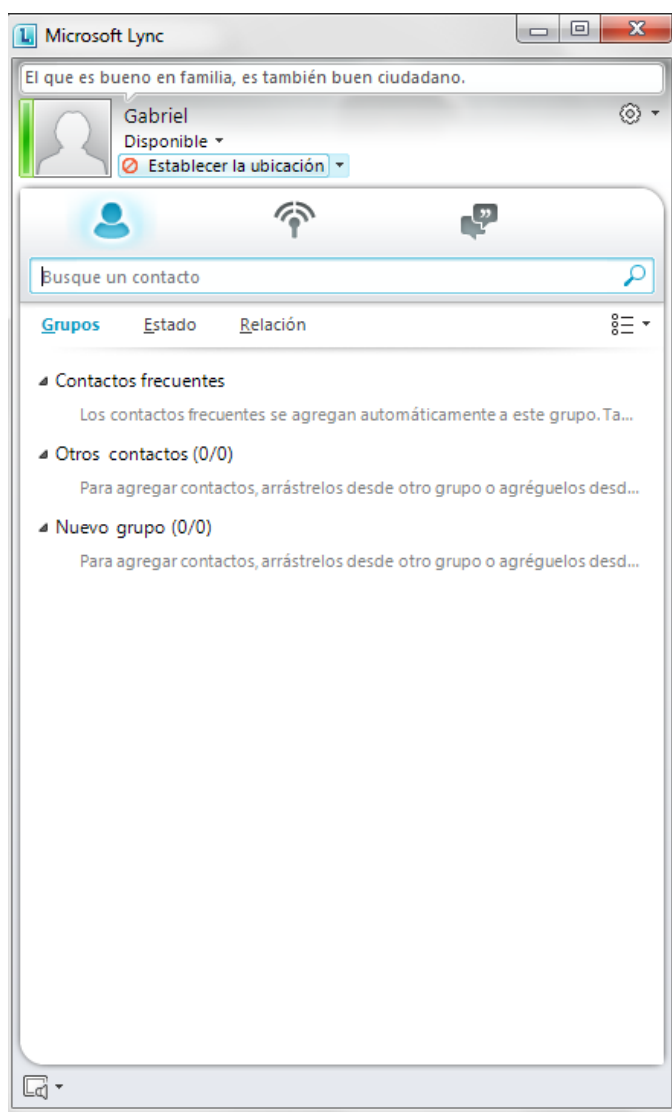 Microsoft Lync
El que es bueno en familia, es también buen ciudadano.
Gabriel
Disponible
Establecer la ubicación
Busque un contacto
Grupos Estado Relación
Contactos frecuentes
Los contactos frecuentes se agregan automáticamente a este grupo. Ta...
Otros contactos (0/0)
Para agregar contactos, arrástrelos desde otro grupo o agréguelos desd...
Nuevo grupo (0/0)
Para agregar contactos, arrástrelos desde otro grupo o agréguelos desd...